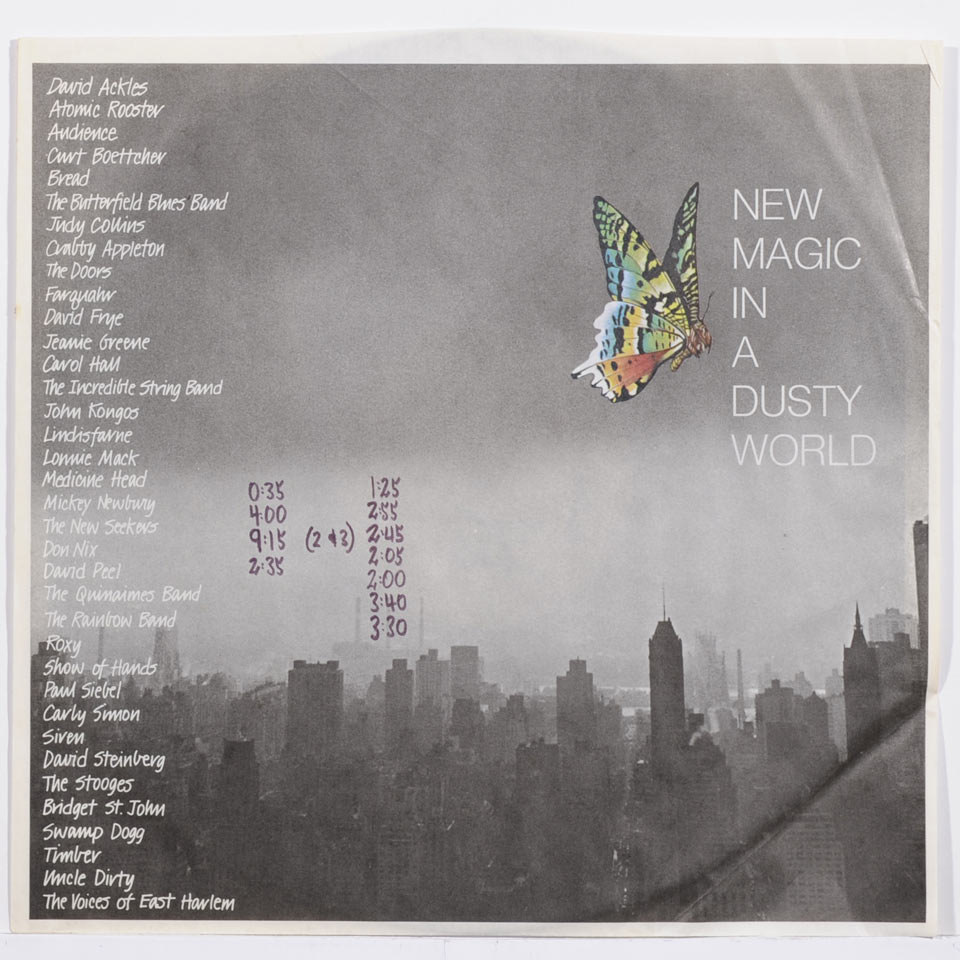 David Ackles
Atomic Rooster
Audience
Curt Boettcher
Bread
The Butterfield Blues Band
Judy Collins
Crabby Appleton
The Doors
Farquahr
David Frye
Jeanie Greene
Carol Hall
The Incredible String Band
John Kongos
Lindisfarne
Lonnie Mack
Medicine Head
Mickey Newbury
The New Seekers
Don Nix
David Peel
The Quinaimes Band
The Rainbow Band
Roxy
Show of Hands
Paul Siebel
Carly Simon
Siren
David Steinberg
The Stooges
Bridget St. John
Swamp Dogg
Timber
Uncle Dirty
The Voices of East Harlem
0:35
4:00
9:15 (2 & 3)
2:35
1:25
2:55
2:45
2:05
2:00
3:40
3:30
NEW
MAGIC
IN
A
DUSTY
WORLD